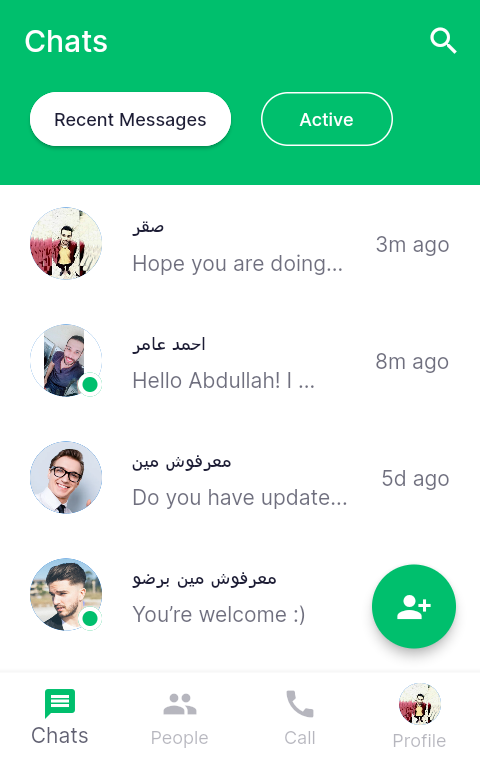 Chats
Recent Messages
Active
صقر
Hope you are doing...
3m ago
احمد عامر
Hello Abdullah! I ...
8m ago
معرفوش مين
Do you have update...
5d ago
معرفوش مين برضو
You’re welcome :)
Chats
People
Call
Profile